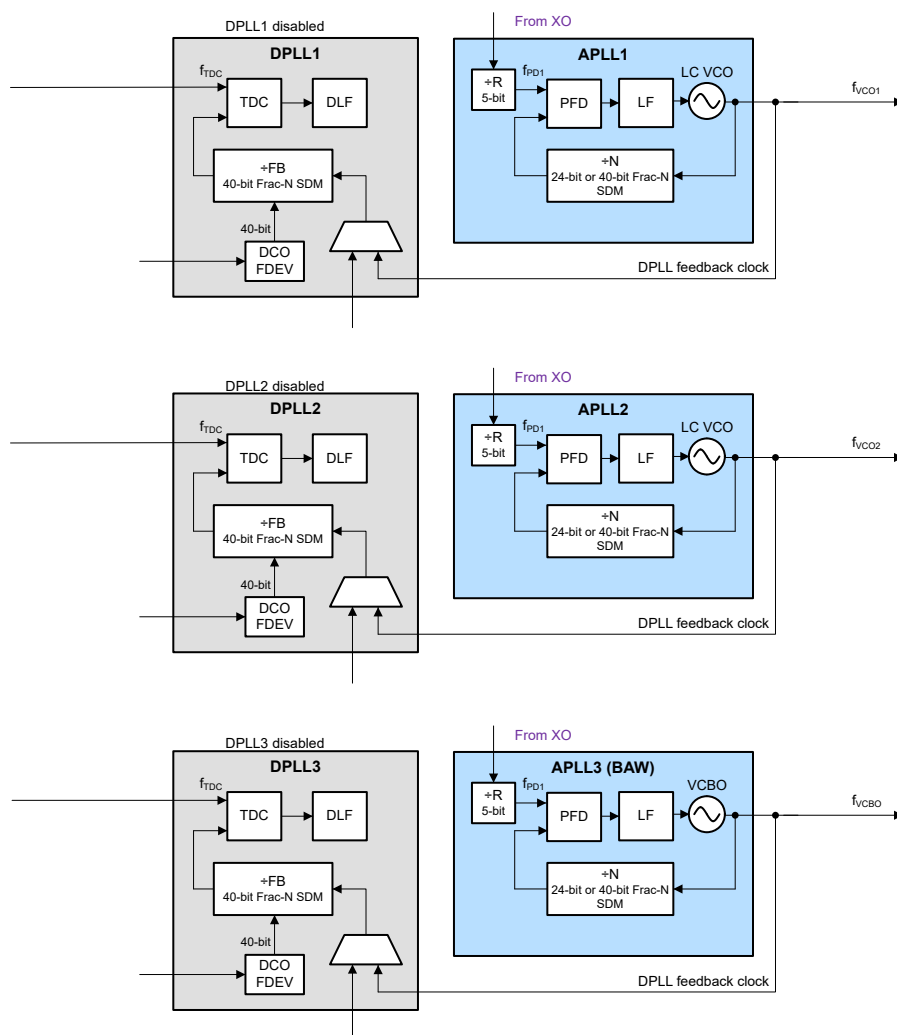 DPLL1 disabled
DPLL1
fTDC
TDC
DLF
÷FB
40-bit Frac-N SDM
40-bit
DCO
FDEV
From XO
APLL1
÷R
5-bit
fPD1
PFD
LF
LC VCO
÷N
24-bit or 40-bit Frac-N
SDM
fVCO1
DPLL feedback clock
DPLL2 disabled
DPLL2
fTDC
TDC
DLF
÷FB
40-bit Frac-N SDM
40-bit
DCO
FDEV
From XO
APLL2
÷R
5-bit
fPD1
PFD
LF
LC VCO
÷N
24-bit or 40-bit Frac-N
SDM
fVCO2
DPLL feedback clock
DPLL3 disabled
DPLL3
fTDC
TDC
DLF
÷FB
40-bit Frac-N SDM
40-bit
DCO
FDEV
From XO
APLL3 (BAW)
÷R
5-bit
fPD1
PFD
LF
VCBO
÷N
24-bit or 40-bit Frac-N
SDM
fVCBO
DPLL feedback clock